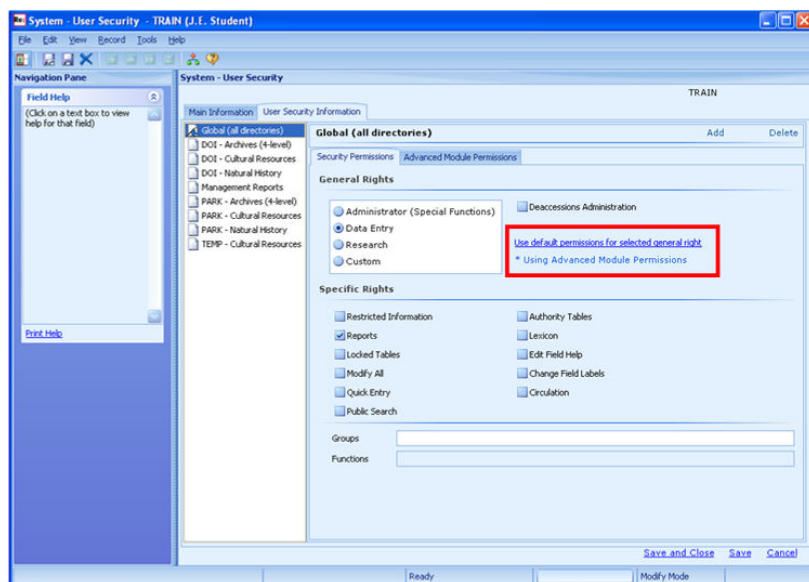 Re: System - User Security - TRAIN (J.E. Student)
File Edit View Record Tools Help
Navigation Pane
System - User Security
Field Help
(Click on a text box to view
help for that field)
Print Help
TRAIN
Main Information User Security Information
Global (all directories)
DOI - Archives (4-level)
DOI - Cultural Resources
DOI - Natural History
Management Reports
PARK - Archives (4-level)
PARK - Cultural Resources
PARK - Natural History
TEMP - Cultural Resources
Global (all directories) Add Delete
Security Permissions Advanced Module Permissions
General Rights
Administrator (Special Functions)
Data Entry
Research
Custom
Deaccessions Administration
Use default permissions for selected general right
* Using Advanced Module Permissions
Specific Rights
Restricted Information Authority Tables
Reports Lexicon
Locked Tables Edit Field Help
Modify All Change Field Labels
Quick Entry Circulation
Public Search
Groups
Functions
Save and Close Save Cancel
Ready Modify Mode